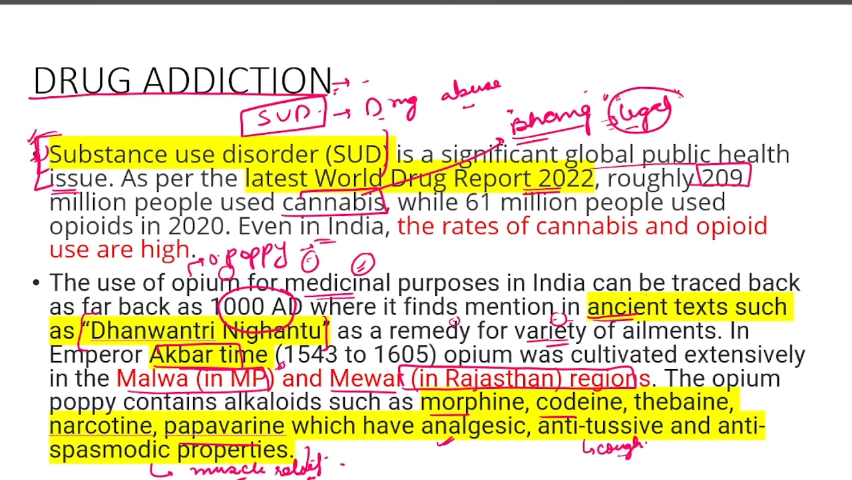 DRUG ADDICTION
SUD → Drug abuse
"Bhang" Legal
Substance use disorder (SUD) is a significant global public health
issue. As per the latest World Drug Report 2022, roughly 209
million people used cannabis, while 61 million people used
opioids in 2020. Even in India, the rates of cannabis and opioid
use are high.
poppy
• The use of opium for medicinal purposes in India can be traced back
as far back as 1000 AD where it finds mention in ancient texts such
as “Dhanwantri Nighantu” as a remedy for variety of ailments. In
Emperor Akbar time (1543 to 1605) opium was cultivated extensively
in the Malwa (in MP) and Mewar (in Rajasthan) regions. The opium
poppy contains alkaloids such as morphine, codeine, thebaine,
narcotine, papavarine which have analgesic, anti-tussive and anti-
spasmodic properties.
cough
muscle relief